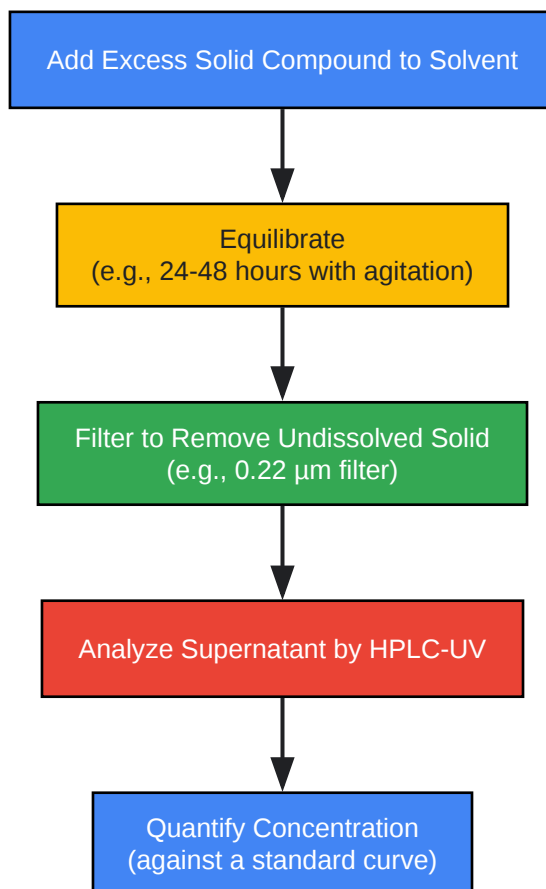 Add Excess Solid Compound to Solvent
Equilibrate
(e.g., 24-48 hours with agitation)
Filter to Remove Undissolved Solid
(e.g., 0.22 µm filter)
Analyze Supernatant by HPLC-UV
Quantify Concentration
(against a standard curve)